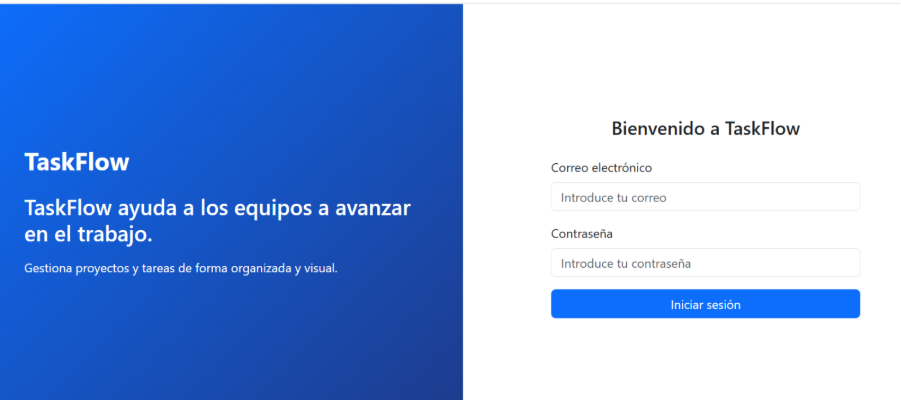 TaskFlow
TaskFlow ayuda a los equipos a avanzar
en el trabajo.
Gestiona proyectos y tareas de forma organizada y visual.
Bienvenido a TaskFlow
Correo electrónico
Introduce tu correo
Contraseña
Introduce tu contraseña
Iniciar sesión